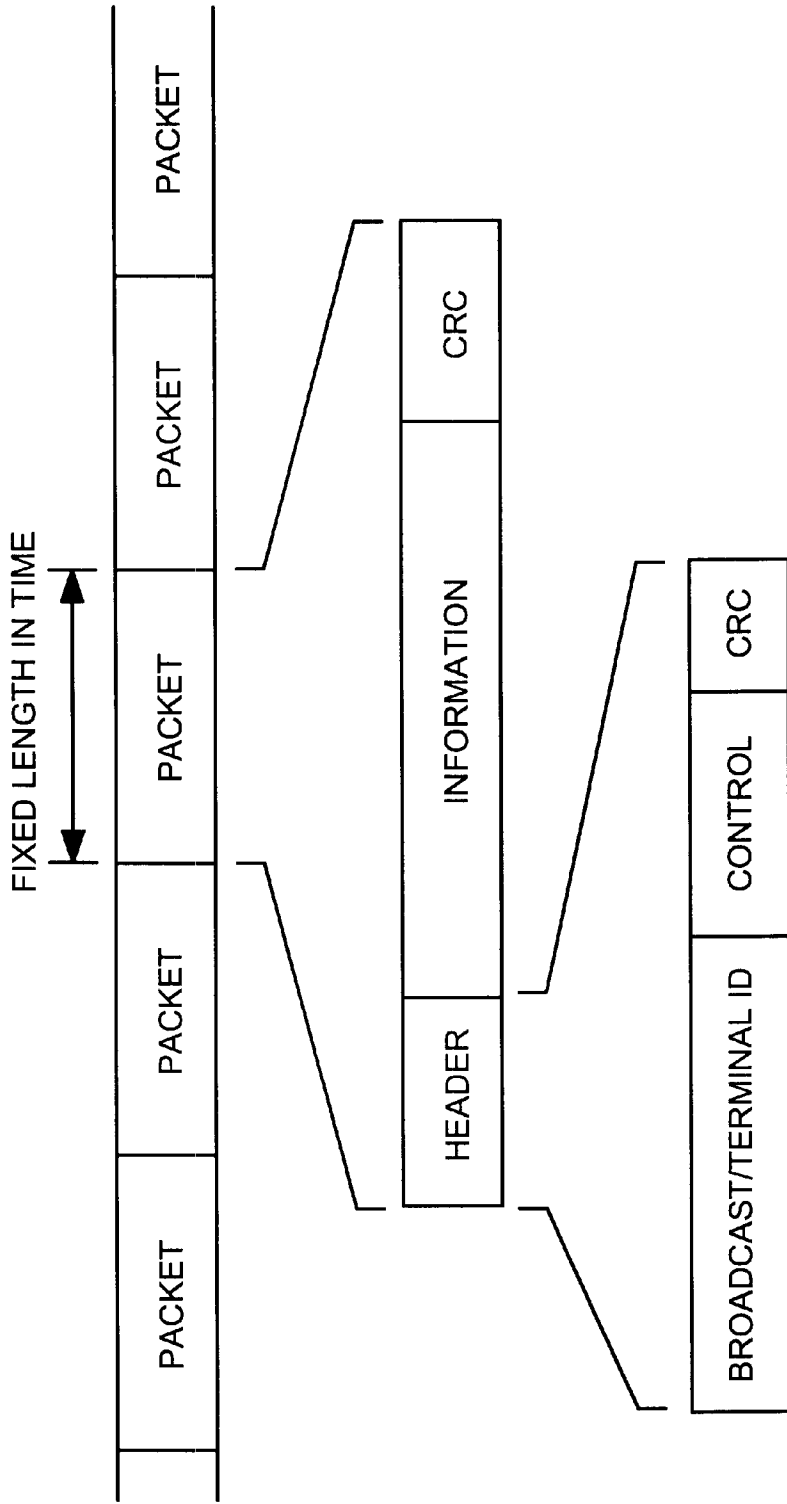 FIXED LENGTH IN TIME
PACKET
PACKET
PACKET
PACKET
PACKET
HEADER
INFORMATION
CRC
BROADCAST/TERMINAL ID
CONTROL
CRC